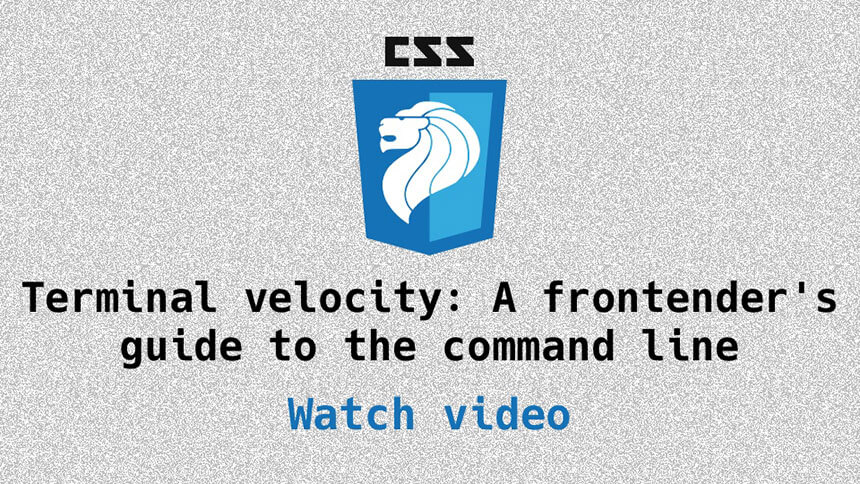 CSS
Terminal velocity: A frontender's
guide to the command line
Watch video